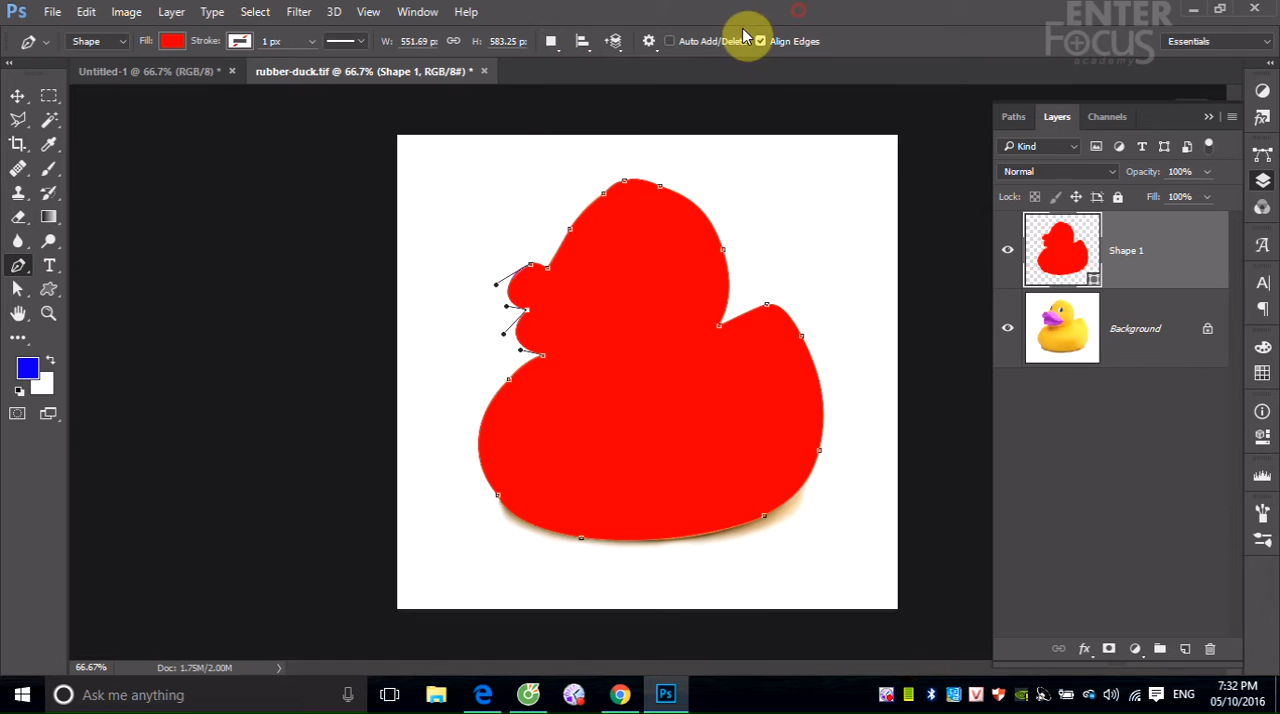 Ps File Edit Image Layer Type Select Filter 3D View Window Help
ENTER
FOCUS
academy
Shape Fill: Stroke: 1 px W: 551.69 p: H: 583.25 p: Auto Add/Delete Align Edges Essentials
Untitled-1 @ 66.7% (RGB/8) * × rubber-duck.tif @ 66.7% (Shape 1, RGB/8#) * ×
Paths Layers Channels
Kind
Normal Opacity: 100%
Lock: Fill: 100%
Shape 1
Background
66.67% Doc: 1.75M/2.00M
fx
Ask me anything
Ps
ENG
7:32 PM
05/10/2016